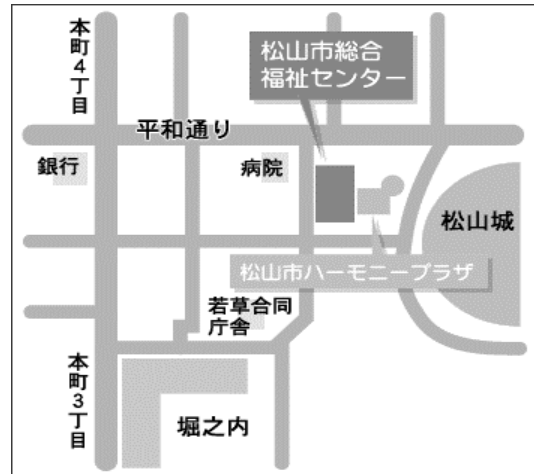 本町４丁目
松山市総合
福祉センター
平和通り
銀行
病院
松山城
松山市ハーモニープラザ
若草合同
庁舎
本町３丁目
堀之内